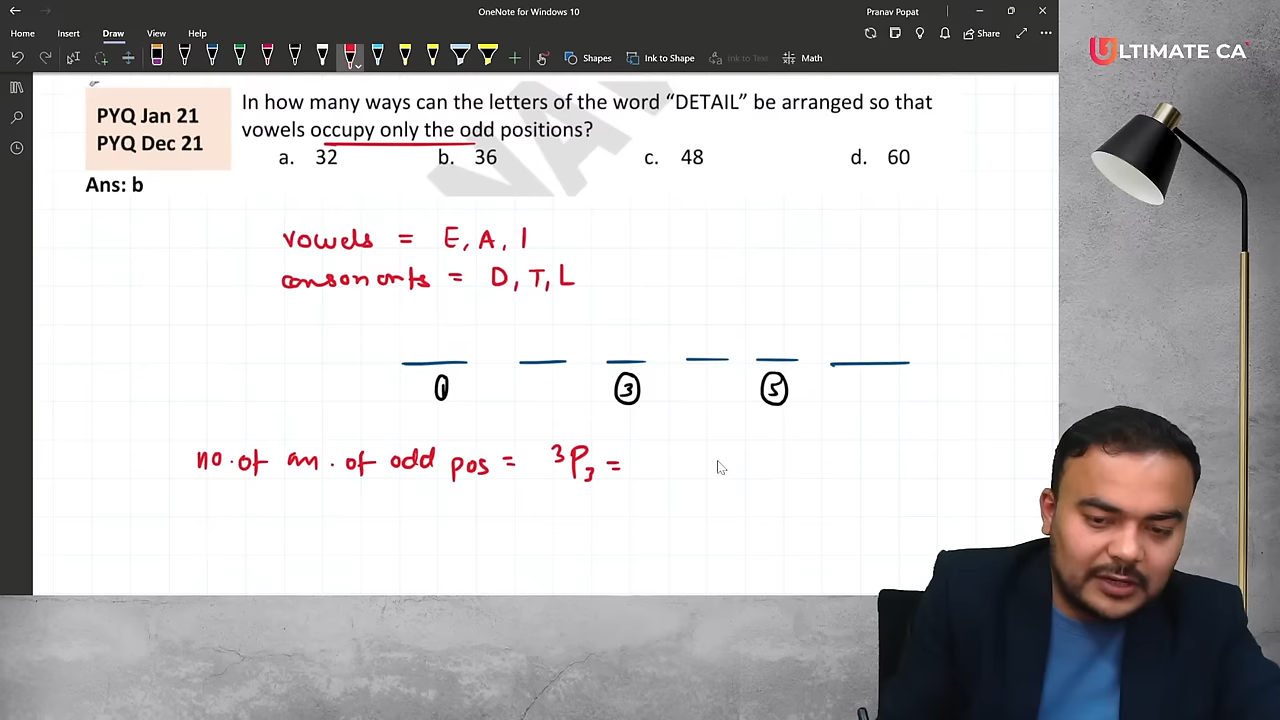 OneNote for Windows 10
Pranav Popat
Home Insert Draw View Help
Share
Shapes Ink to Shape Ink to Text Math
ULTIMATE CA
PYQ Jan 21
PYQ Dec 21
In how many ways can the letters of the word “DETAIL” be arranged so that
vowels occupy only the odd positions?
a. 32 b. 36 c. 48 d. 60
Ans: b
vowels = E, A, I
consonants = D, T, L
① ③ ⑤
no. of arr. of odd pos = ³P₃ =